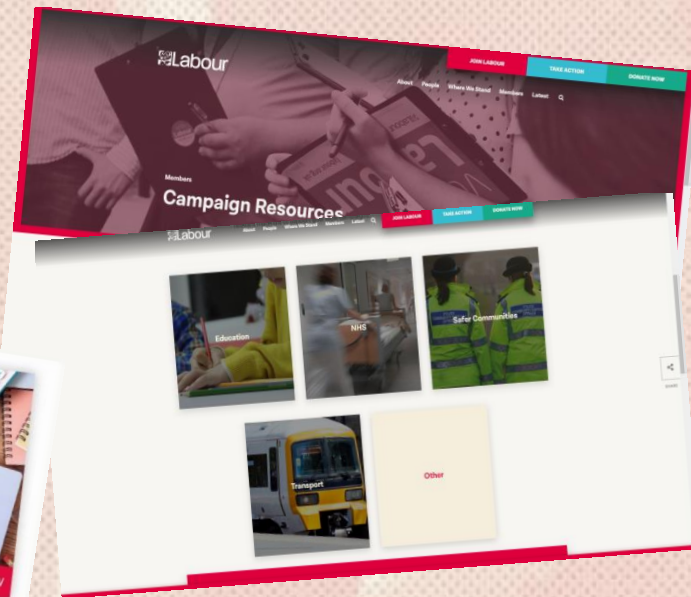 Labour
JOIN LABOUR
TAKE ACTION
DONATE NOW
About People Where We Stand Members Latest
Members
Campaign Resources
Labour
About People Where We Stand Members Latest
JOIN LABOUR
TAKE ACTION
DONATE NOW
Education
NHS
Safer Communities
Transport
Other
SHARE